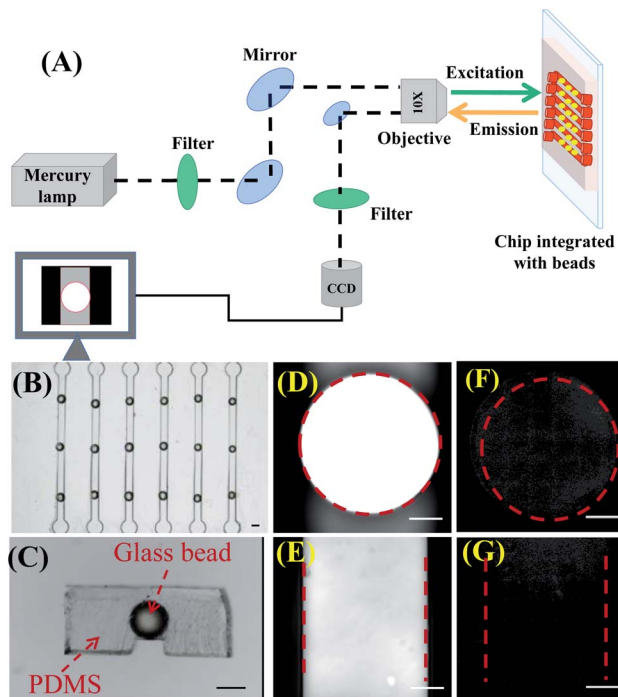 (A)
Mirror
Filter
Mercury
lamp
10X
Objective
Excitation
Emission
Filter
CCD
Chip integrated
with beads
(B)
(D)
(F)
(C)
Glass bead
PDMS
(E)
(G)